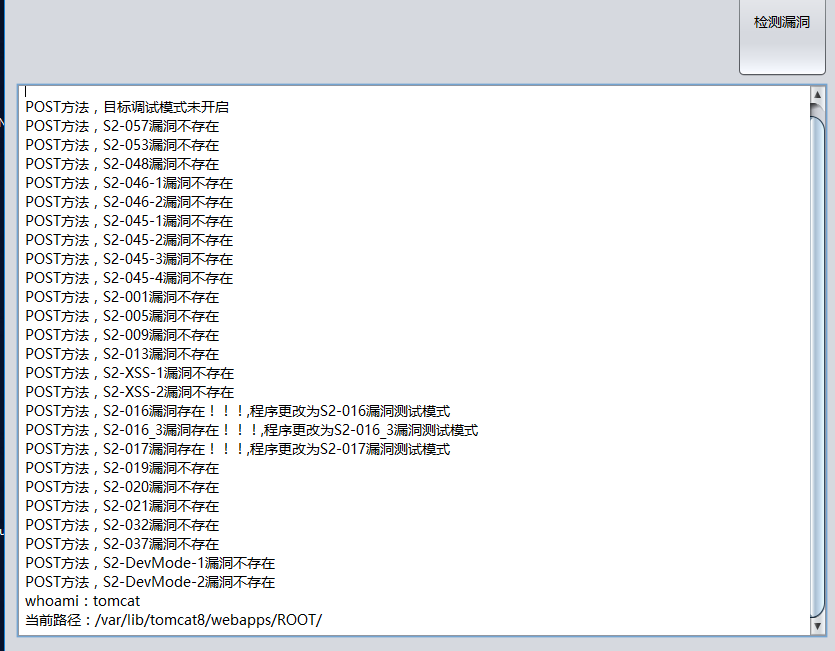 检测漏洞
POST方法，目标调试模式未开启
POST方法，S2-057漏洞不存在
POST方法，S2-053漏洞不存在
POST方法，S2-048漏洞不存在
POST方法，S2-046-1漏洞不存在
POST方法，S2-046-2漏洞不存在
POST方法，S2-045-1漏洞不存在
POST方法，S2-045-2漏洞不存在
POST方法，S2-045-3漏洞不存在
POST方法，S2-045-4漏洞不存在
POST方法，S2-001漏洞不存在
POST方法，S2-005漏洞不存在
POST方法，S2-009漏洞不存在
POST方法，S2-013漏洞不存在
POST方法，S2-XSS-1漏洞不存在
POST方法，S2-XSS-2漏洞不存在
POST方法，S2-016漏洞存在！！！,程序更改为S2-016漏洞测试模式
POST方法，S2-016_3漏洞存在！！！,程序更改为S2-016_3漏洞测试模式
POST方法，S2-017漏洞存在！！！,程序更改为S2-017漏洞测试模式
POST方法，S2-019漏洞不存在
POST方法，S2-020漏洞不存在
POST方法，S2-021漏洞不存在
POST方法，S2-032漏洞不存在
POST方法，S2-037漏洞不存在
POST方法，S2-DevMode-1漏洞不存在
POST方法，S2-DevMode-2漏洞不存在
whoami：tomcat
当前路径：/var/lib/tomcat8/webapps/ROOT/